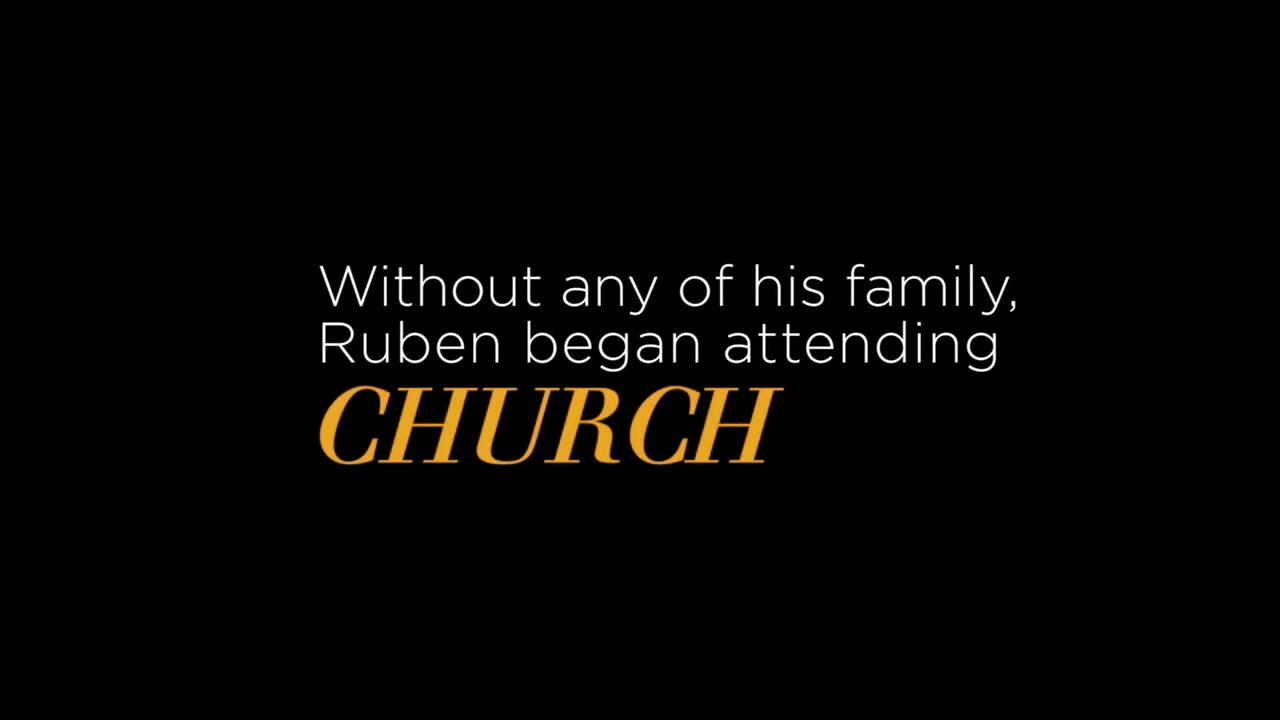 Without any of his family,
Ruben began attending
CHURCH